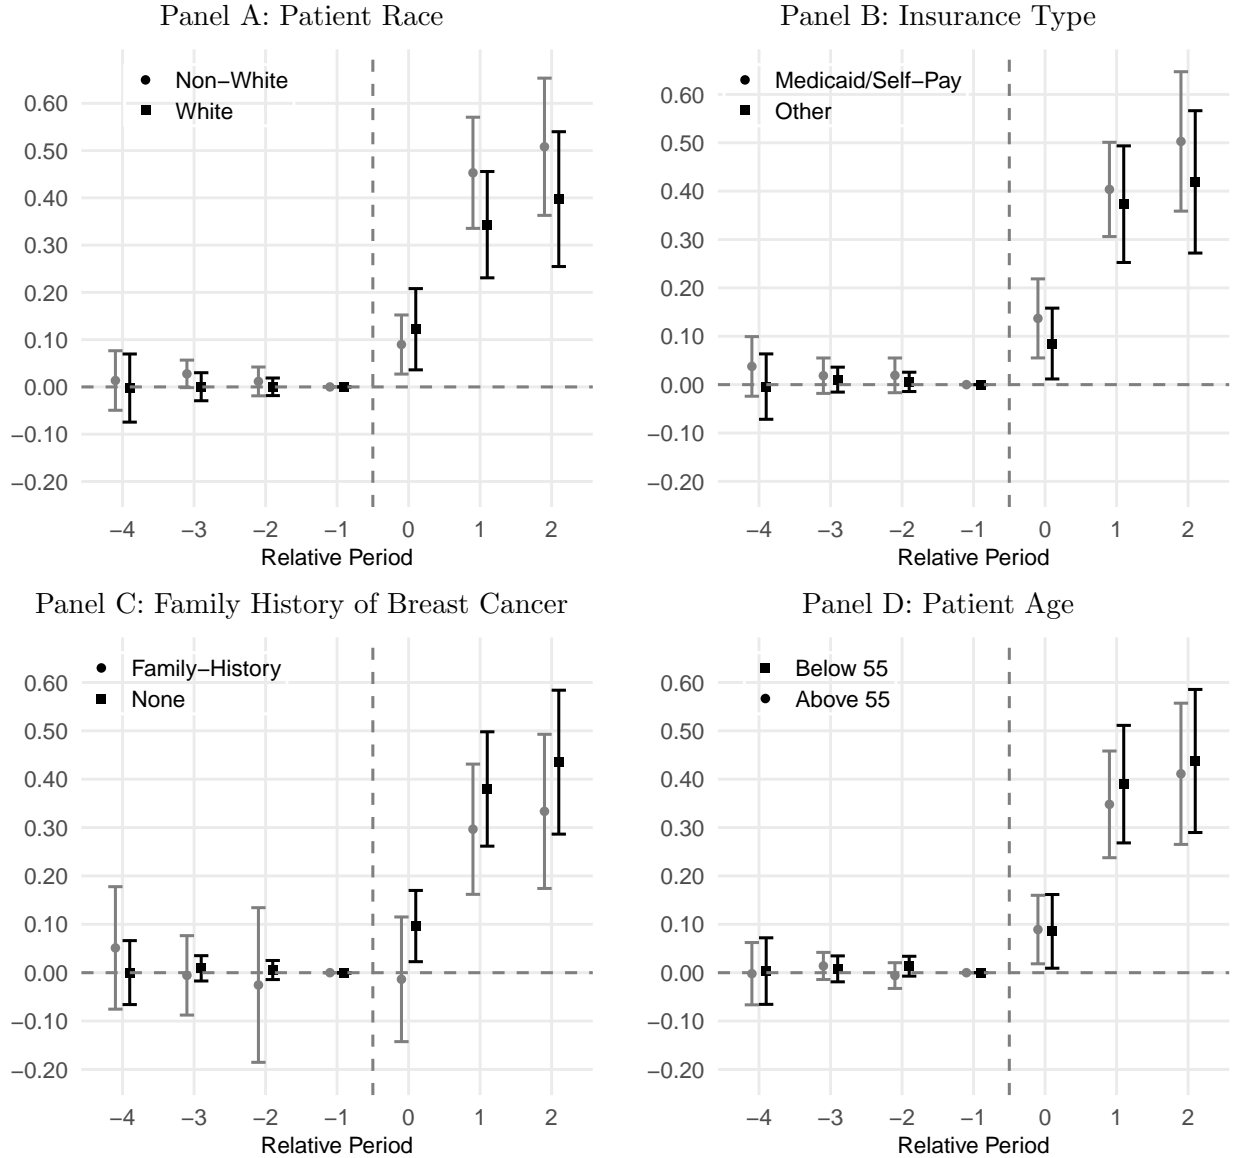 Panel A: Patient Race
Non−White
White
0.60
0.50
0.40
0.30
0.20
0.10
0.00
−0.10
−0.20
−4 −3 −2 −1 0 1 2
Relative Period
Panel B: Insurance Type
Medicaid/Self−Pay
Other
0.60
0.50
0.40
0.30
0.20
0.10
0.00
−0.10
−0.20
−4 −3 −2 −1 0 1 2
Relative Period
Panel C: Family History of Breast Cancer
Family−History
None
0.60
0.50
0.40
0.30
0.20
0.10
0.00
−0.10
−0.20
−4 −3 −2 −1 0 1 2
Relative Period
Panel D: Patient Age
Below 55
Above 55
0.60
0.50
0.40
0.30
0.20
0.10
0.00
−0.10
−0.20
−4 −3 −2 −1 0 1 2
Relative Period